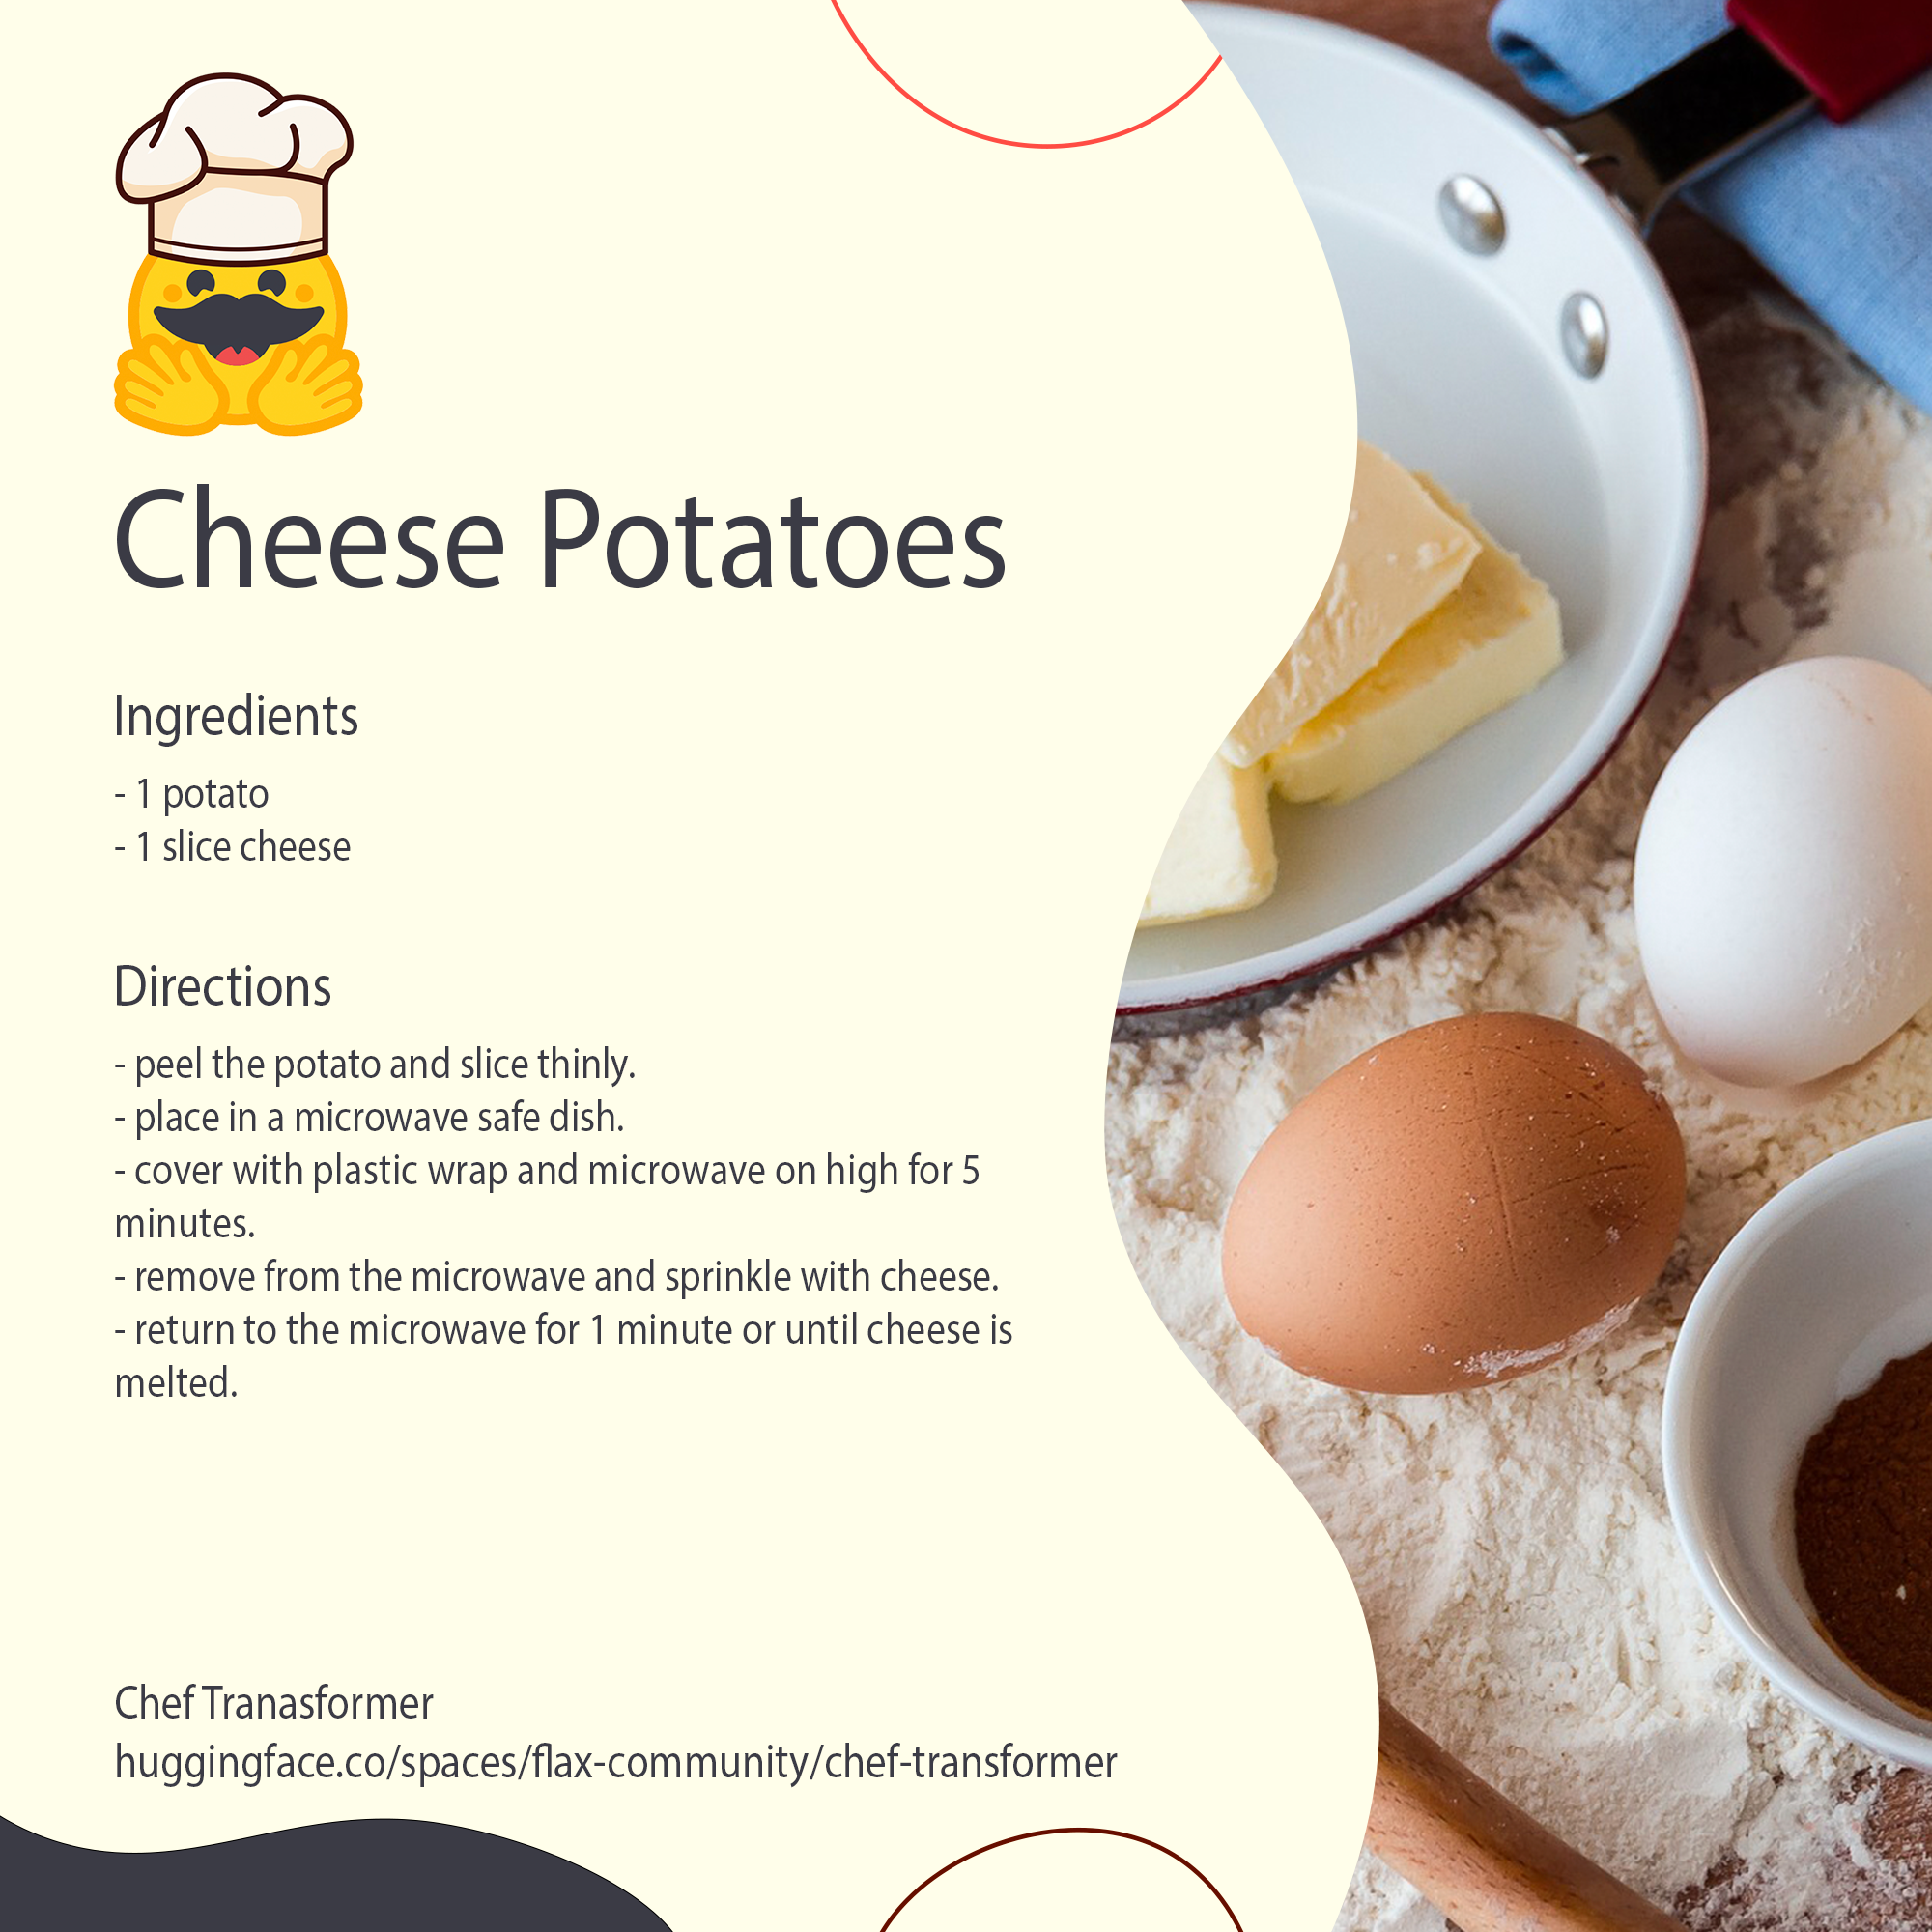 Cheese Potatoes
Ingredients
- 1 potato
- 1 slice cheese
Directions
- peel the potato and slice thinly.
- place in a microwave safe dish.
- cover with plastic wrap and microwave on high for 5
minutes.
- remove from the microwave and sprinkle with cheese.
- return to the microwave for 1 minute or until cheese is
melted.
Chef Tranasformer
huggingface.co/spaces/flax-community/chef-transformer